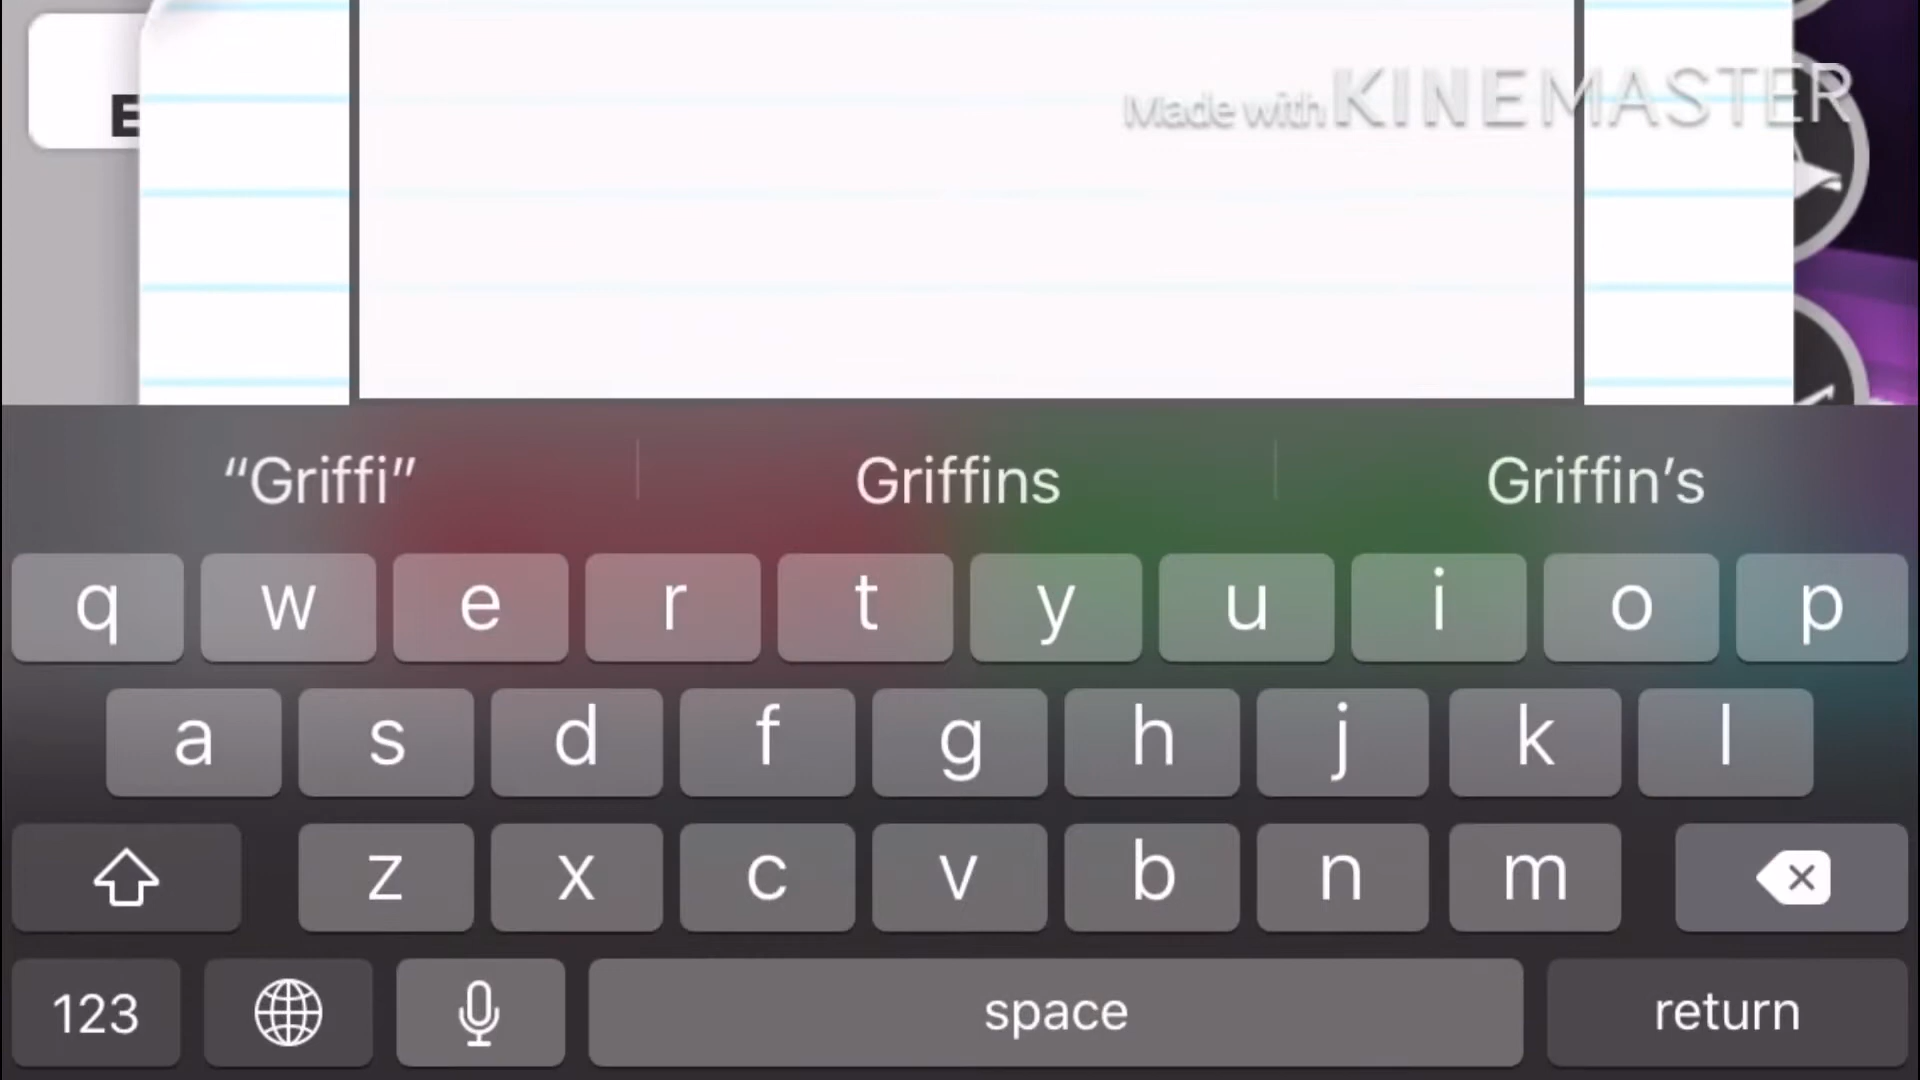 E
Made with KINEMASTER
“Griffi” Griffins Griffin’s
q w e r t y u i o p
a s d f g h j k l
z x c v b n m
123 space return